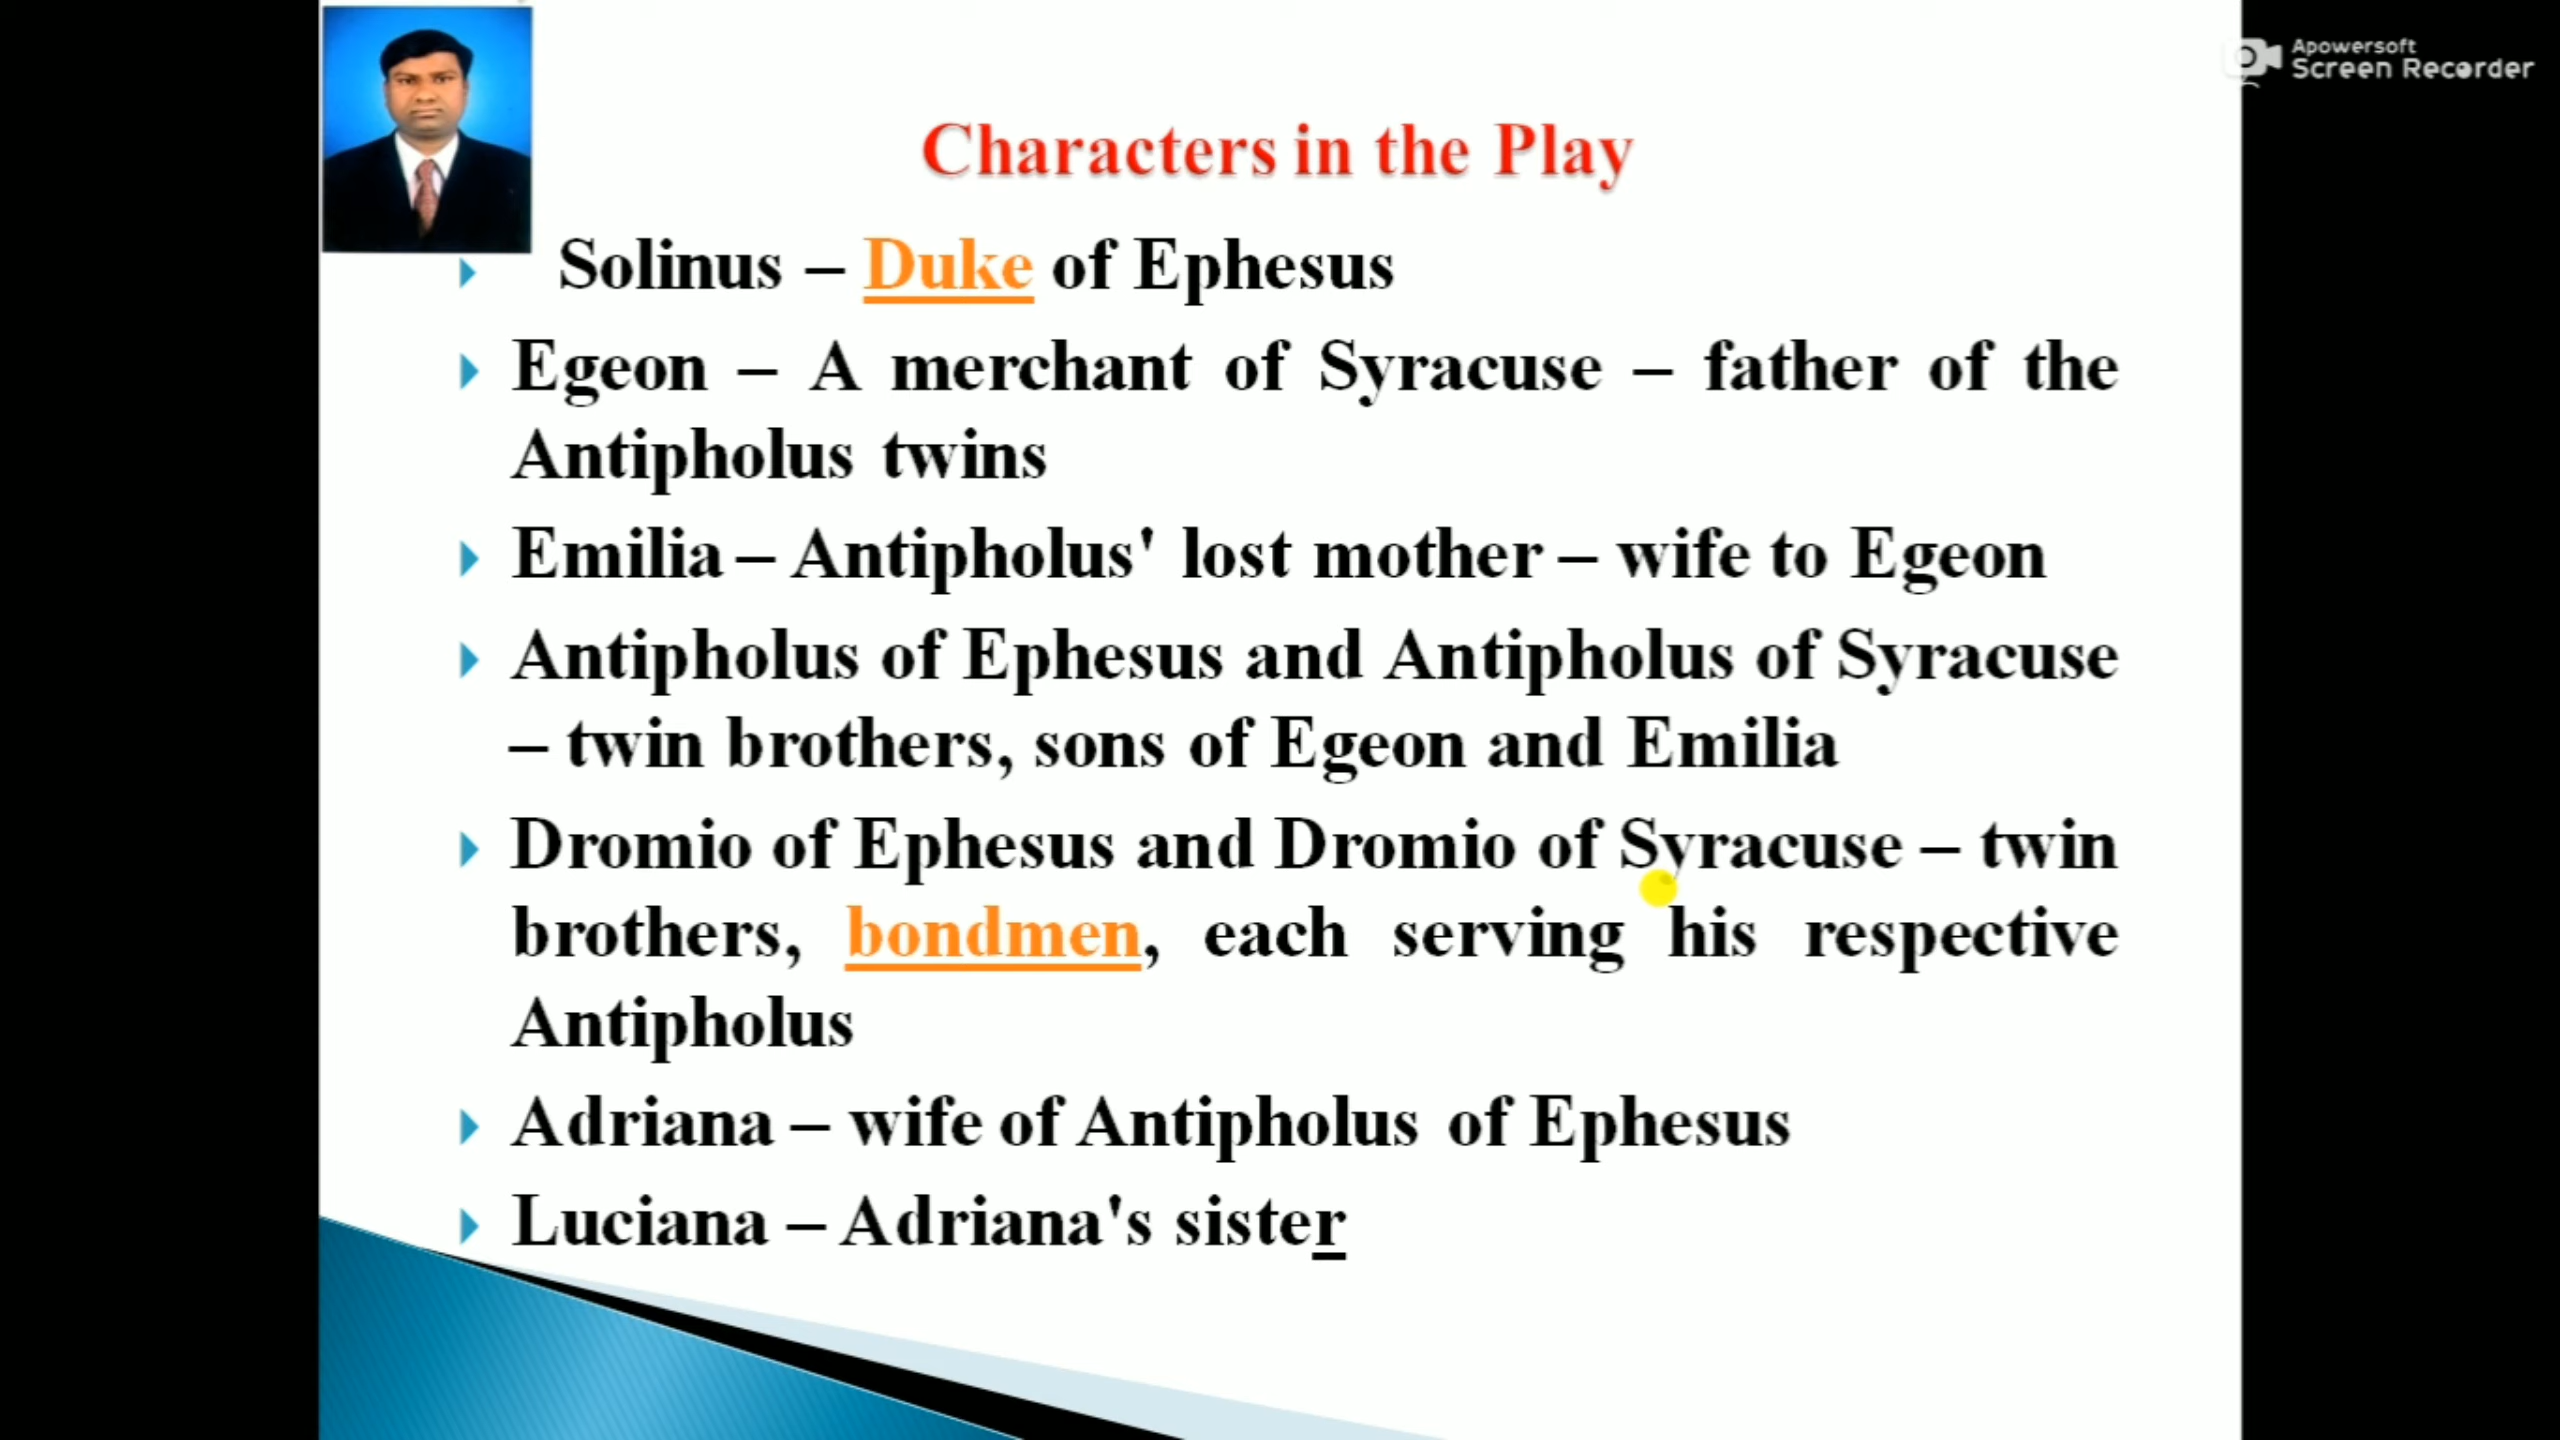 Apowersoft
Screen Recorder
Characters in the Play
Solinus – Duke of Ephesus
Egeon – A merchant of Syracuse – father of the
Antipholus twins
Emilia – Antipholus' lost mother – wife to Egeon
Antipholus of Ephesus and Antipholus of Syracuse
– twin brothers, sons of Egeon and Emilia
Dromio of Ephesus and Dromio of Syracuse – twin
brothers, bondmen, each serving his respective
Antipholus
Adriana – wife of Antipholus of Ephesus
Luciana – Adriana's sister